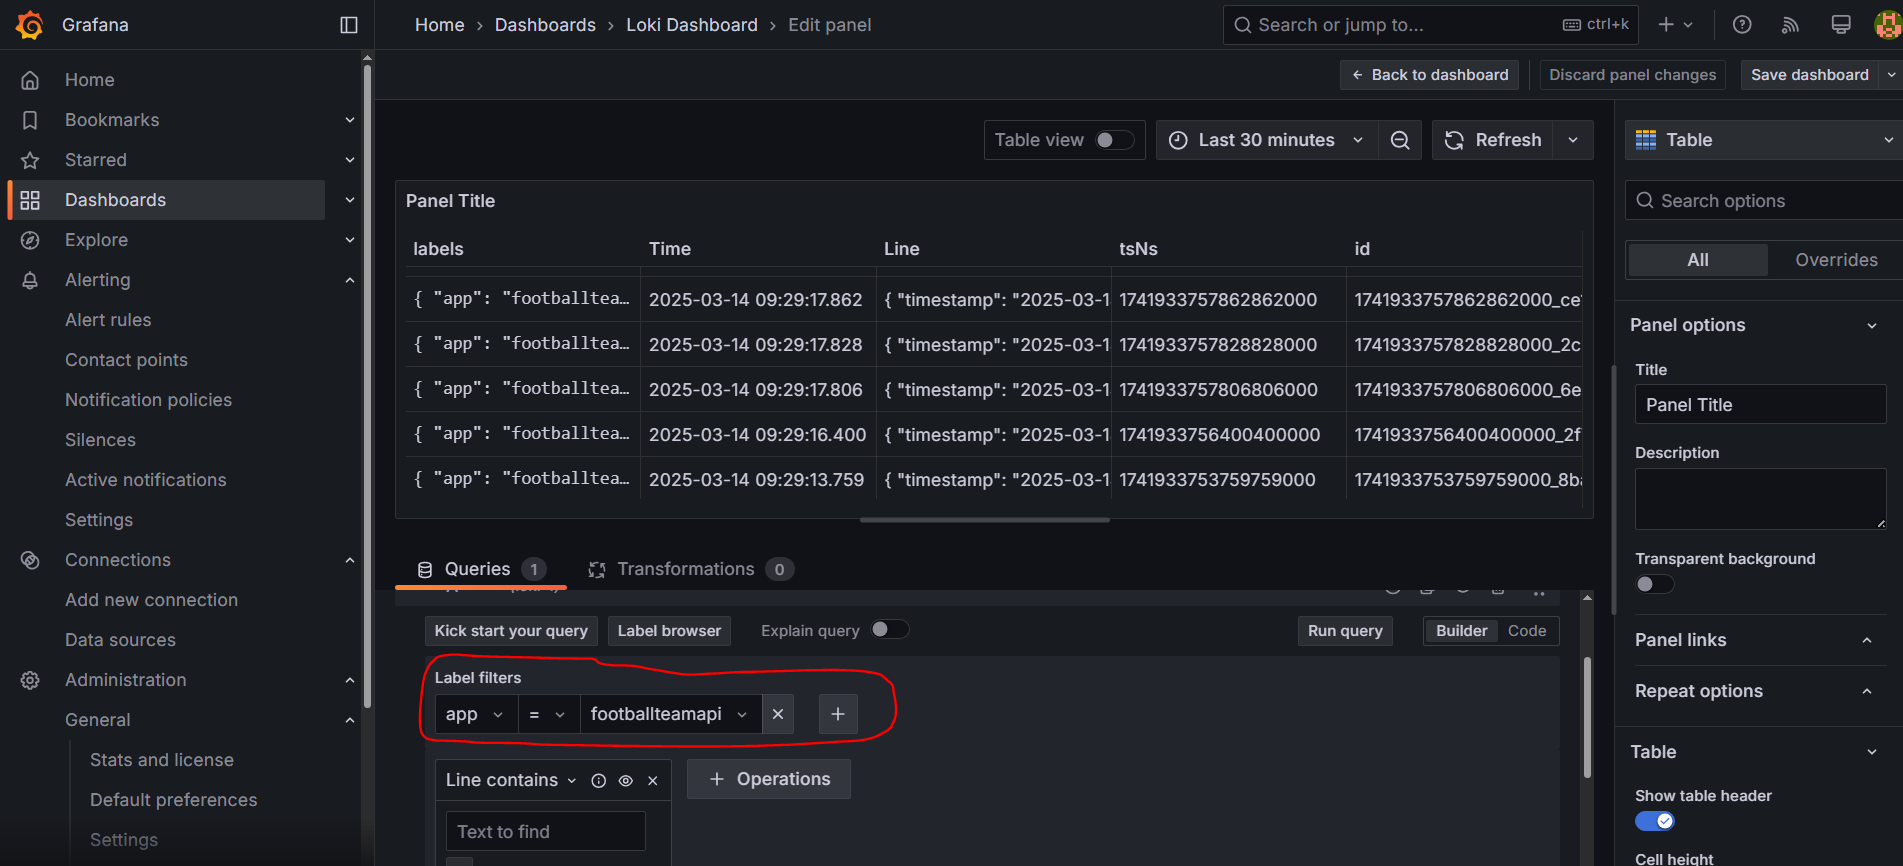 Grafana
Home › Dashboards › Loki Dashboard › Edit panel
Search or jump to... ctrl+k
Back to dashboard
Discard panel changes
Save dashboard
Home
Bookmarks
Starred
Dashboards
Explore
Alerting
Alert rules
Contact points
Notification policies
Silences
Active notifications
Settings
Connections
Add new connection
Data sources
Administration
General
Stats and license
Default preferences
Settings
Table view
Last 30 minutes
Refresh
Panel Title
labels Time Line tsNs id
{ "app": "footballtea… 2025-03-14 09:29:17.862 { "timestamp": "2025-03-1 1741933757862862000 1741933757862862000_ce
{ "app": "footballtea… 2025-03-14 09:29:17.828 { "timestamp": "2025-03-1 1741933757828828000 1741933757828828000_2c
{ "app": "footballtea… 2025-03-14 09:29:17.806 { "timestamp": "2025-03-1 1741933757806806000 1741933757806806000_6e
{ "app": "footballtea… 2025-03-14 09:29:16.400 { "timestamp": "2025-03-1 1741933756400400000 1741933756400400000_2f
{ "app": "footballtea… 2025-03-14 09:29:13.759 { "timestamp": "2025-03-1 1741933753759759000 1741933753759759000_8ba
Queries 1
Transformations 0
Kick start your query
Label browser
Explain query
Run query
Builder Code
Label filters
app = footballteamapi
Line contains
Operations
Text to find
Table
Search options
All Overrides
Panel options
Title
Panel Title
Description
Transparent background
Panel links
Repeat options
Table
Show table header
Cell height